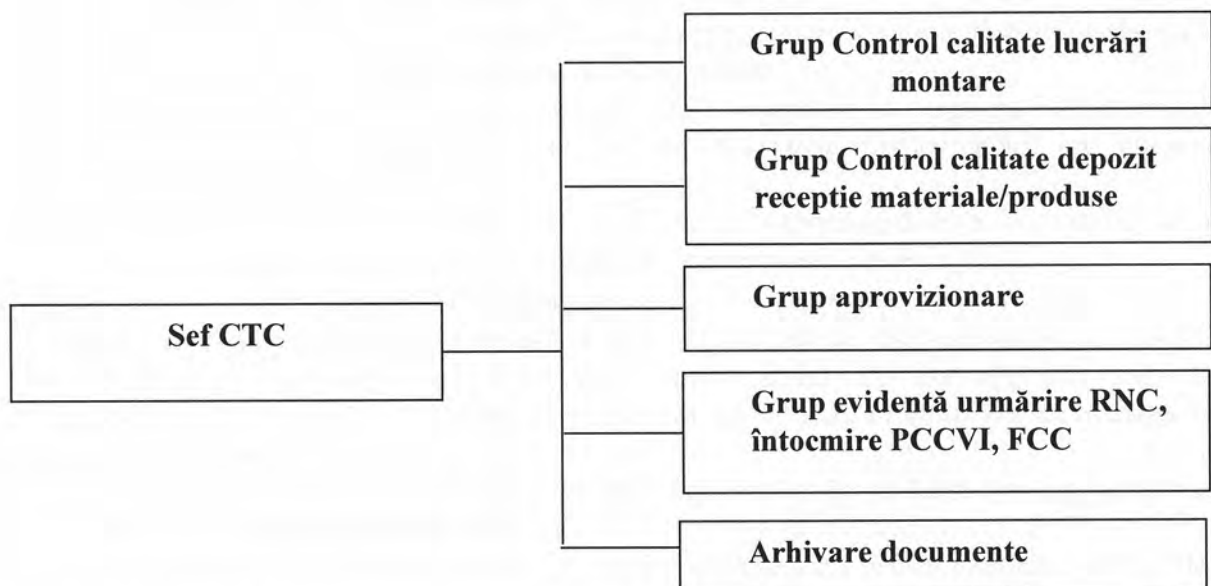 Grup Control calitate lucrări
montare
Grup Control calitate depozit
receptie materiale/produse
Grup aprovizionare
Sef CTC
Grup evidentă urmărire RNC,
întocmire PCCVI, FCC
Arhivare documente